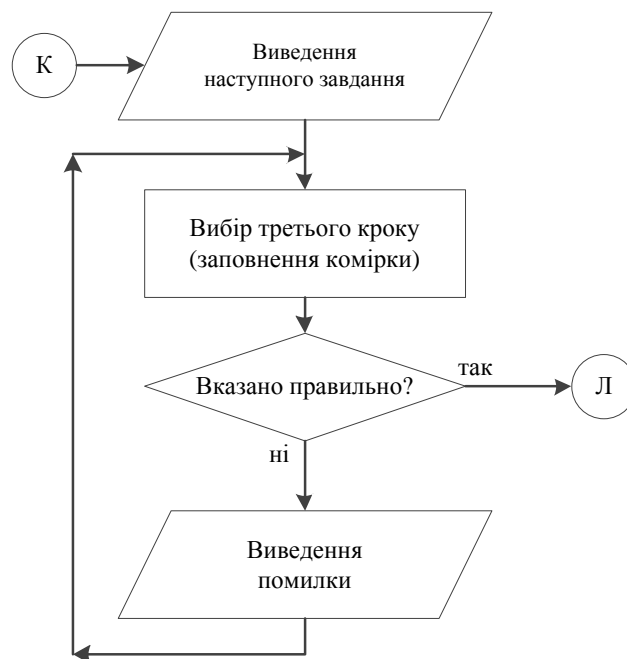 К
Виведення
наступного завдання
Вибір третього кроку
(заповнення комірки)
Вказано правильно?
так
Л
ні
Виведення
помилки